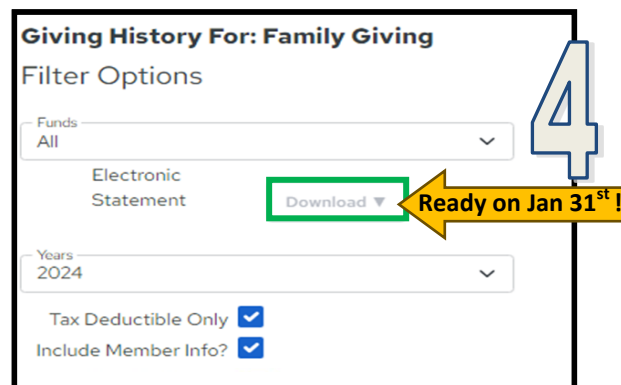 Giving History For: Family Giving
4
Filter Options
Funds
All
Electronic
Statement
Download ▼
Ready on Jan 31st !
Years
2024
Tax Deductible Only
Include Member Info?